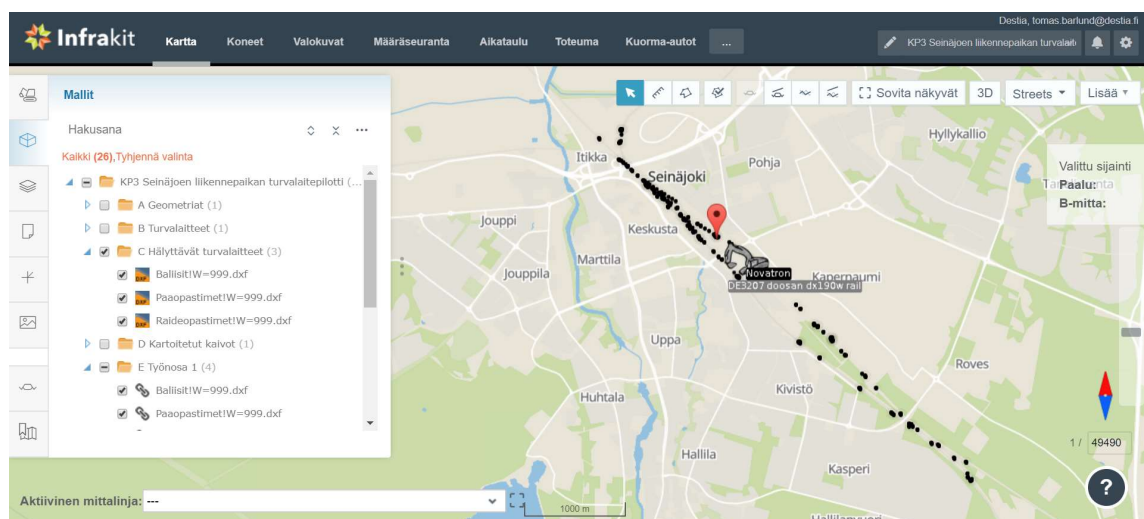 Destia, tomas.barlund@destia.fi
Infrakit
Kartta
Koneet
Valokuvat
Määräseuranta
Aikataulu
Toteuma
Kuorma-autot
...
KP3 Seinäjoen liikennepaikan turvalait
Mallit
Hakusana
Kaikki (26),Tyhjennä valinta
KP3 Seinäjoen liikennepaikan turvalaitepilotti (...
A Geometriat (1)
B Turvalaitteet (1)
C Hälyttävät turvalaitteet (3)
Baliisit!W=999.dxf
Paaopastimet!W=999.dxf
Raideopastimet!W=999.dxf
D Kartoitetut kaivot (1)
E Työnosa 1 (4)
Baliisit!W=999.dxf
Paaopastimet!W=999.dxf
Aktiivinen mittalinja: ---
Sovita näkyvät
3D
Streets
Lisää
Hyllykallio
Itikka
Pohja
Seinäjoki
Valittu sijainti
Paalu:
B-mitta:
Jouppi
Keskusta
Marttila
Jouppila
Novatron
Kapernaumi
DE3207 doosan dx190w rail
Uppa
Roves
Kivistö
Huhtala
Hallila
Kasperi
1 / 49490
1000 m
?